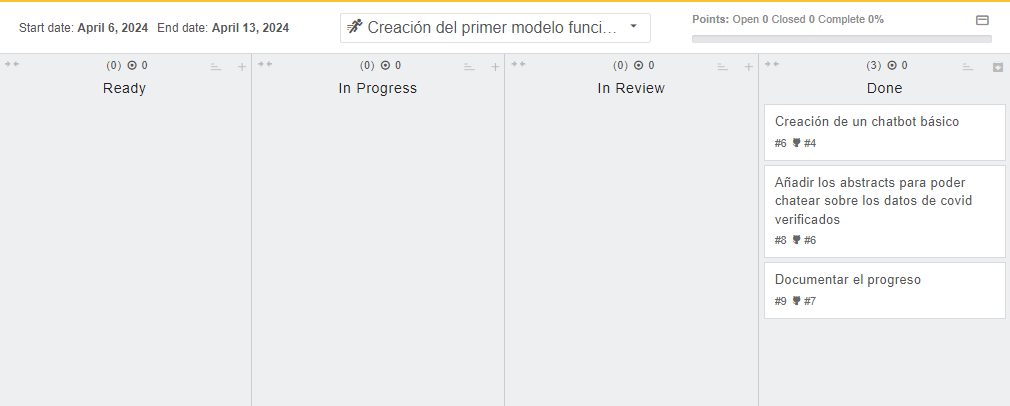 Start date: April 6, 2024 End date: April 13, 2024
Creación del primer modelo funci...
Points: Open 0 Closed 0 Complete 0%
(0) 0
Ready
(0) 0
In Progress
(0) 0
In Review
(3) 0
Done
Creación de un chatbot básico
#6 #4
Añadir los abstracts para poder
chatear sobre los datos de covid
verificados
#8 #6
Documentar el progreso
#9 #7